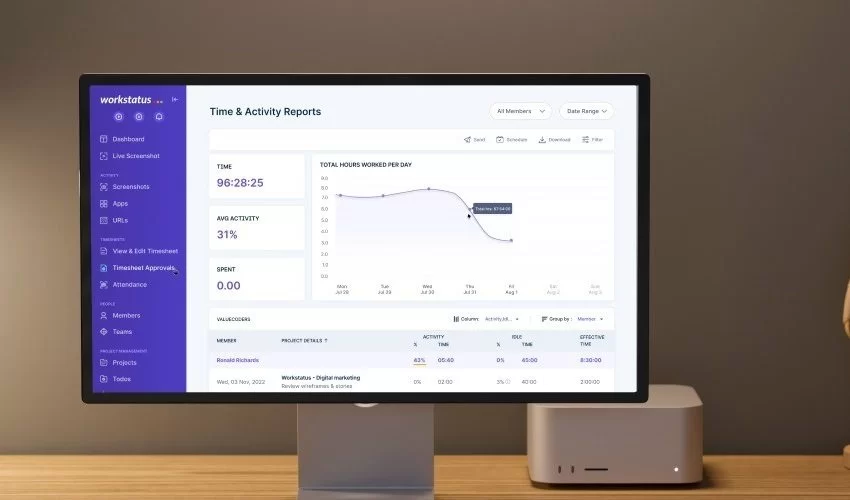 workstatus
Dashboard
Live Screenshot
ACTIVITY
Screenshots
Apps
URLs
TIMESHEETS
View & Edit Timesheet
Timesheet Approvals
Attendance
PEOPLE
Members
Teams
PROJECT MANAGEMENT
Projects
Todos
Time & Activity Reports
All Members
Date Range
Send
Schedule
Download
Filter
TIME
96:28:25
AVG ACTIVITY
31%
SPENT
0.00
TOTAL HOURS WORKED PER DAY
9.0
8.0
7.0
6.0
5.0
4.0
3.0
2.0
1.0
0.0
Mon Tue Wed Thu Fri Sat Sun
Jul 28 Jul 29 Jul 30 Jul 31 Aug 1 Aug 2 Aug 3
VALUECODERS
Column: Activity,Idl...
Group by : Member
ACTIVITY IDLE EFFECTIVE
MEMBER PROJECT DETAILS ↑ % TIME % TIME TIME
Ronald Richards 43% 05:40 0% 45:00 8:30:00
Wed, 03 Nov, 2022 Workstatus - Digital marketing 0% 02:00 3% 40:00 2:00:00
Review wireframes & stories